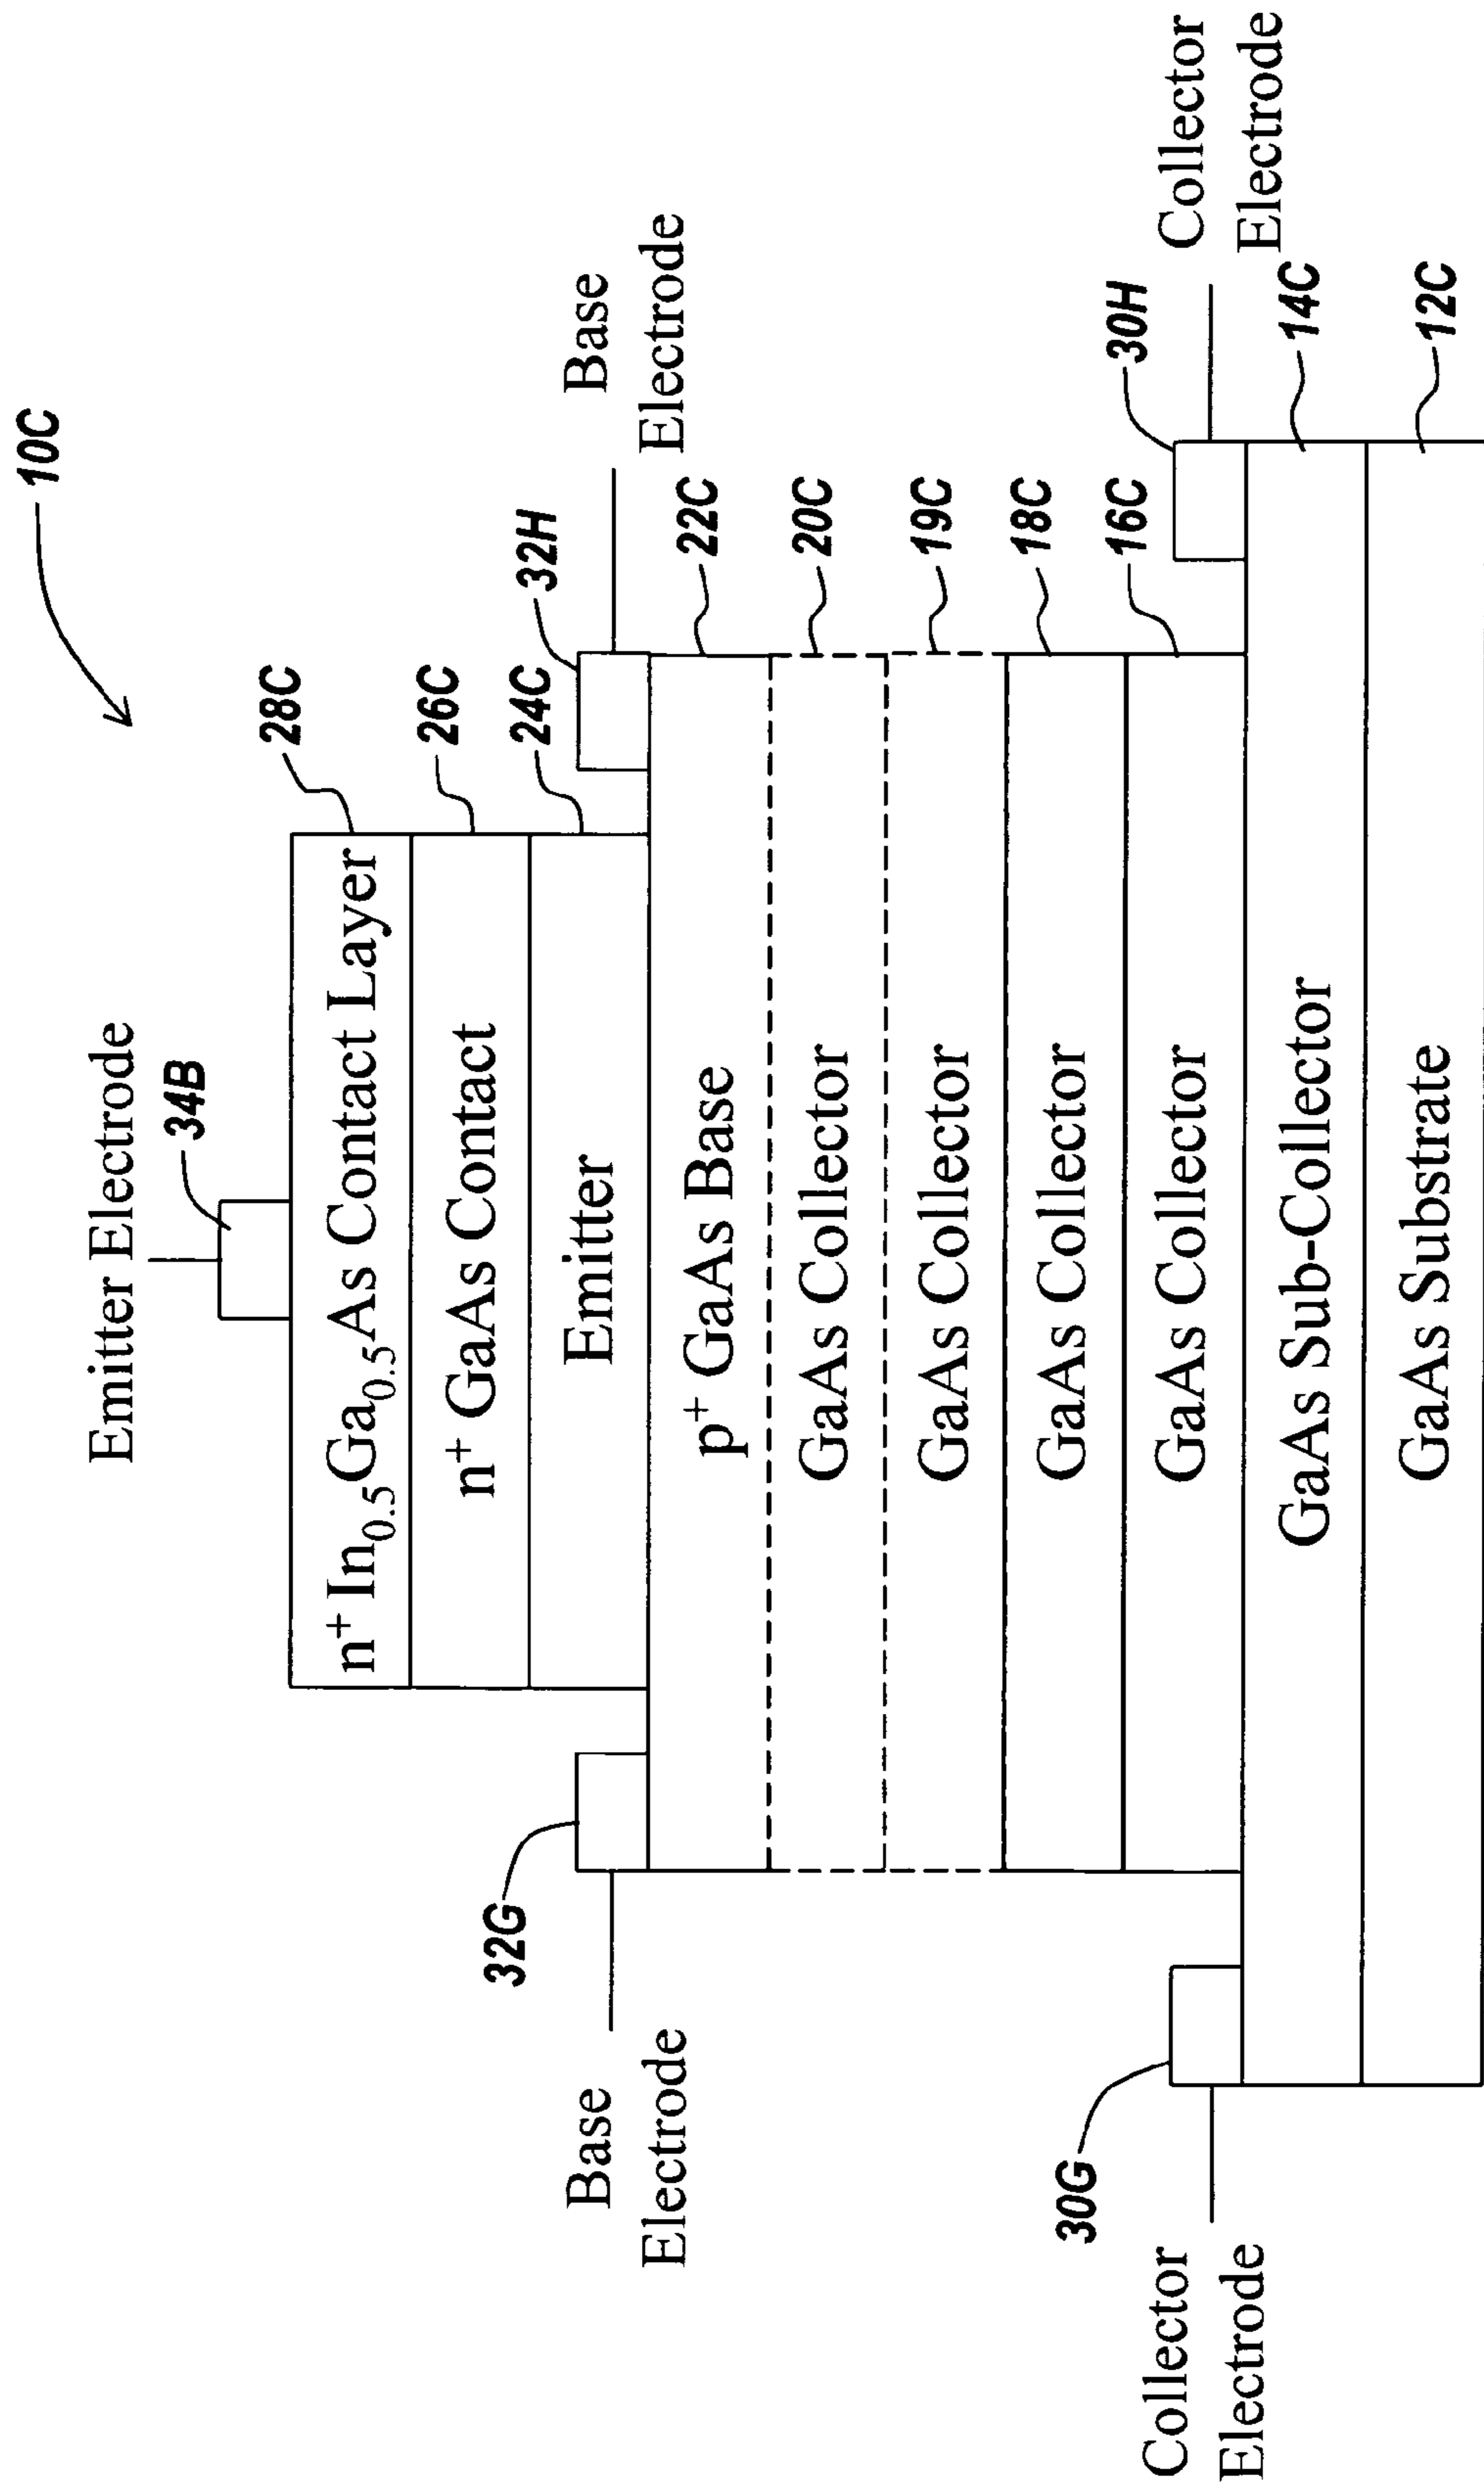 10C
Emitter Electrode
34B
28C
n⁺ In₀.₅Ga₀.₅As Contact Layer
26C
n⁺ GaAs Contact
24C
Emitter
32G
32H
Base
Electrode
Base
Electrode
22C
p⁺ GaAs Base
20C
GaAs Collector
19C
GaAs Collector
18C
GaAs Collector
16C
GaAs Collector
30G
30H
Collector
Electrode
Collector
Electrode
14C
GaAs Sub-Collector
12C
GaAs Substrate